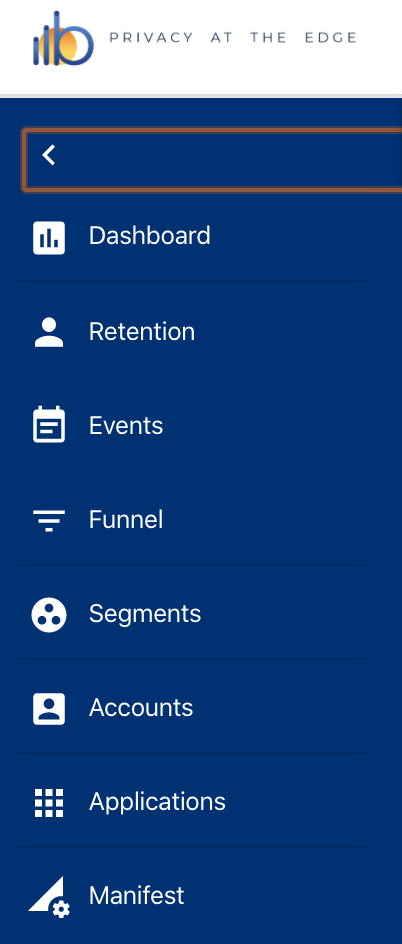 PRIVACY AT THE EDGE
Dashboard
Retention
Events
Funnel
Segments
Accounts
Applications
Manifest